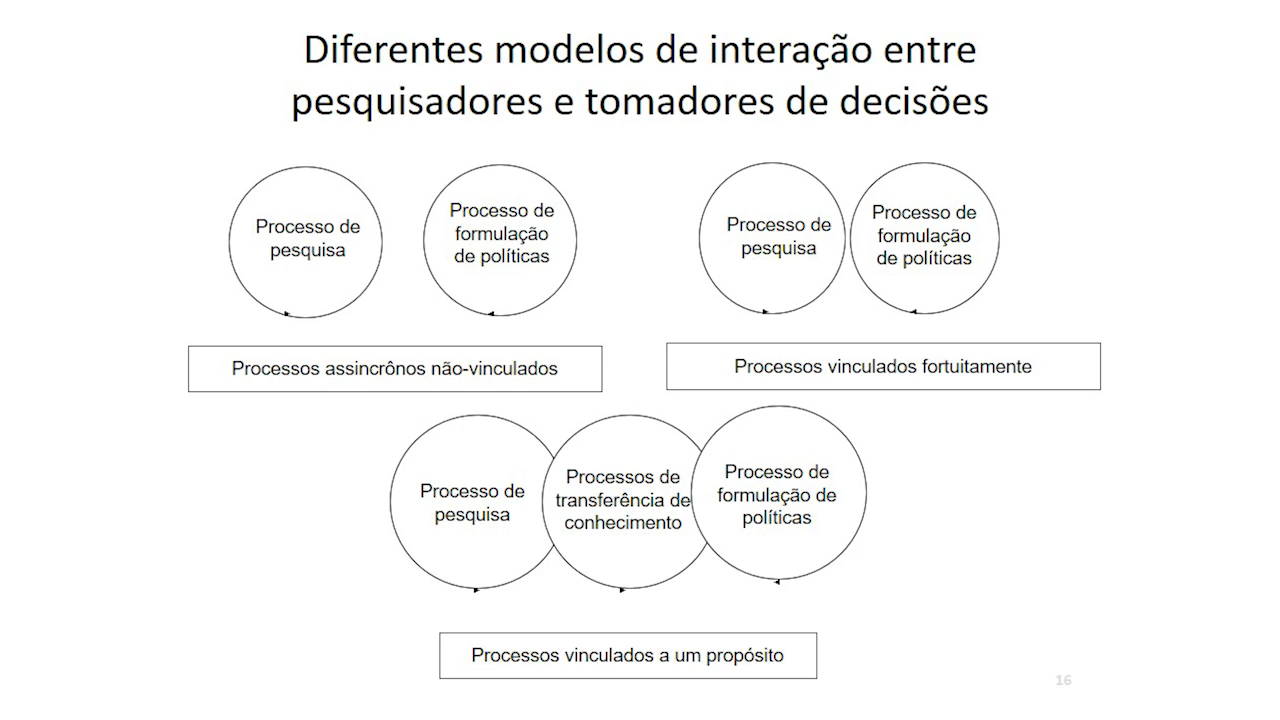 Diferentes modelos de interação entre
pesquisadores e tomadores de decisões
Processo de
pesquisa
Processo de
formulação
de políticas
Processos assincrônos não-vinculados
Processo de
pesquisa
Processo de
formulação
de políticas
Processos vinculados fortuitamente
Processo de
pesquisa
Processos de
transferência de
conhecimento
Processo de
formulação de
políticas
Processos vinculados a um propósito
16